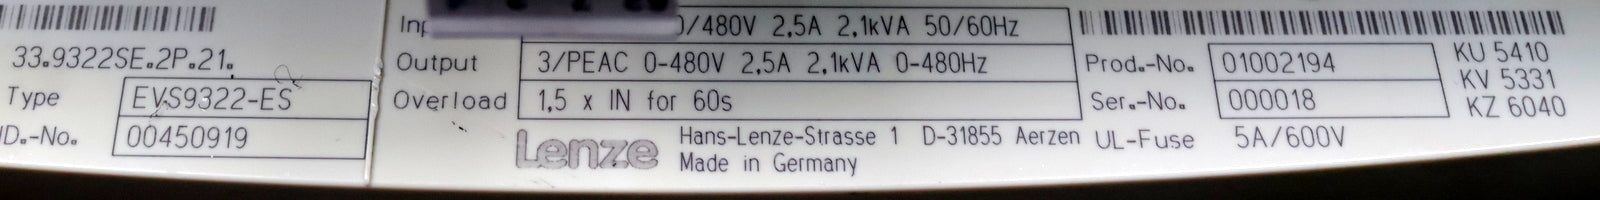 33.9322SE.2P.21.
Type EVS9322-ES
ID.-No. 00450919
/480V 2,5A 2,1kVA 50/60Hz
Output 3/PEAC 0-480V 2,5A 2,1kVA 0-480Hz
Overload 1,5 x IN for 60s
Lenze
Hans-Lenze-Strasse 1 D-31855 Aerzen
Made in Germany
Prod.-No. 01002194
Ser.-No. 000018
UL-Fuse 5A/600V
KU 5410
KV 5331
KZ 6040